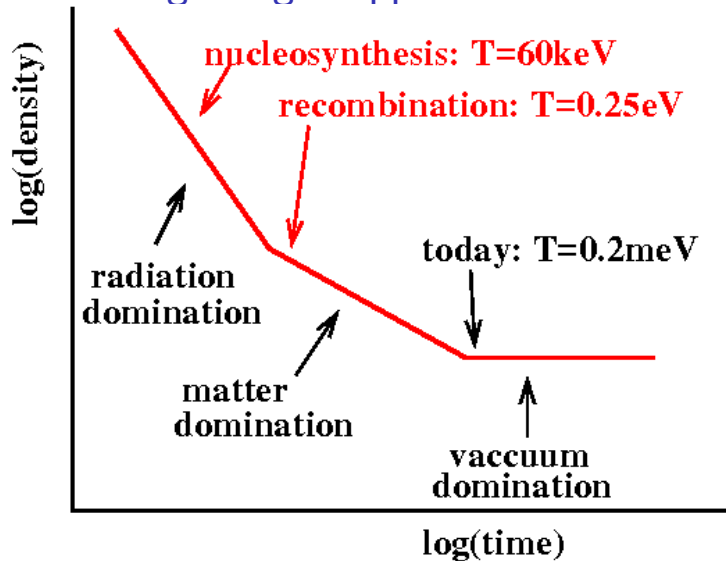 nucleosynthesis: T=60keV
recombination: T=0.25eV
log(density)
today: T=0.2meV
radiation
domination
matter
domination
vaccuum
domination
log(time)